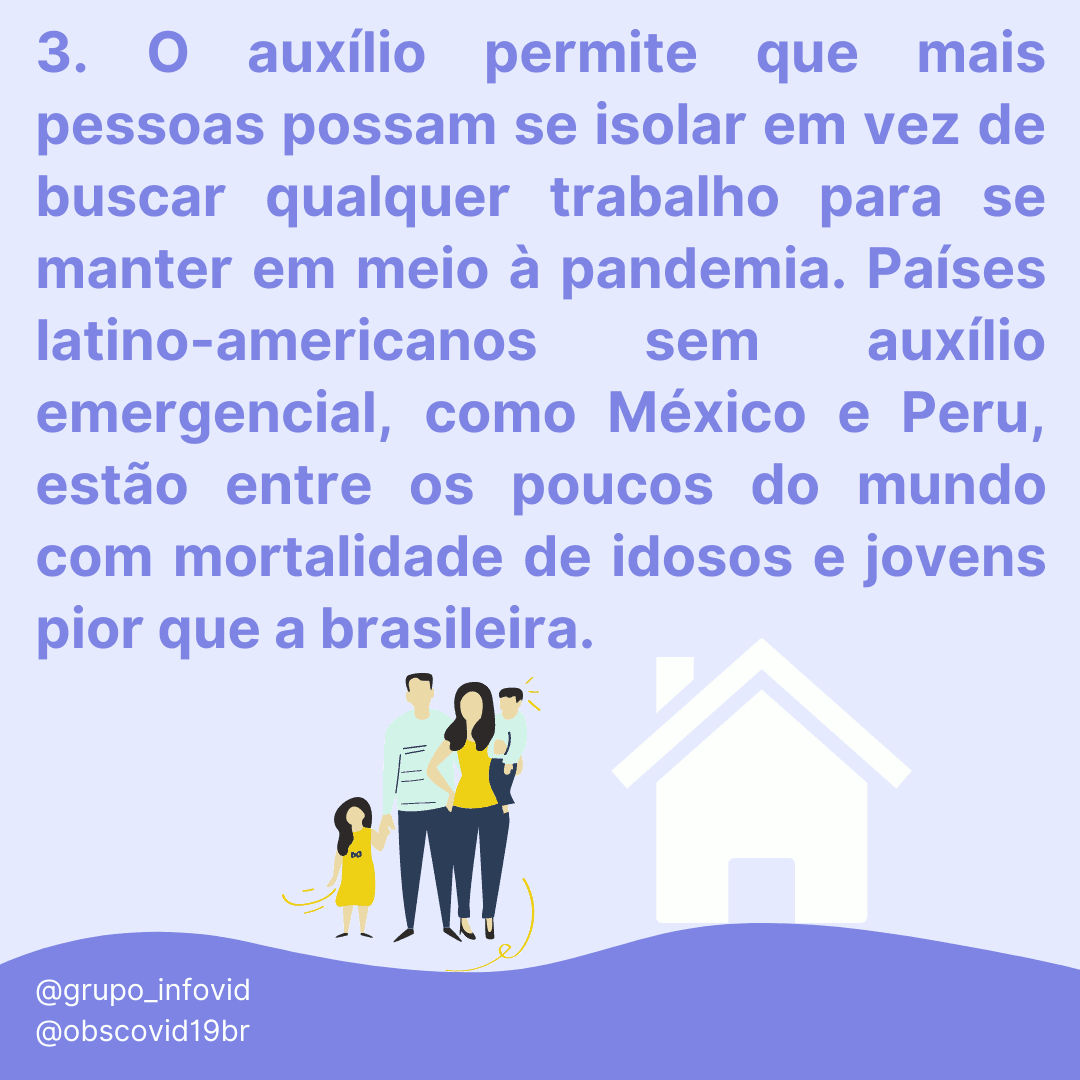 3. O auxílio permite que mais
pessoas possam se isolar em vez de
buscar qualquer trabalho para se
manter em meio à pandemia. Países
latino-americanos sem auxílio
emergencial, como México e Peru,
estão entre os poucos do mundo
com mortalidade de idosos e jovens
pior que a brasileira.
@grupo_infovid
@obscovid19br